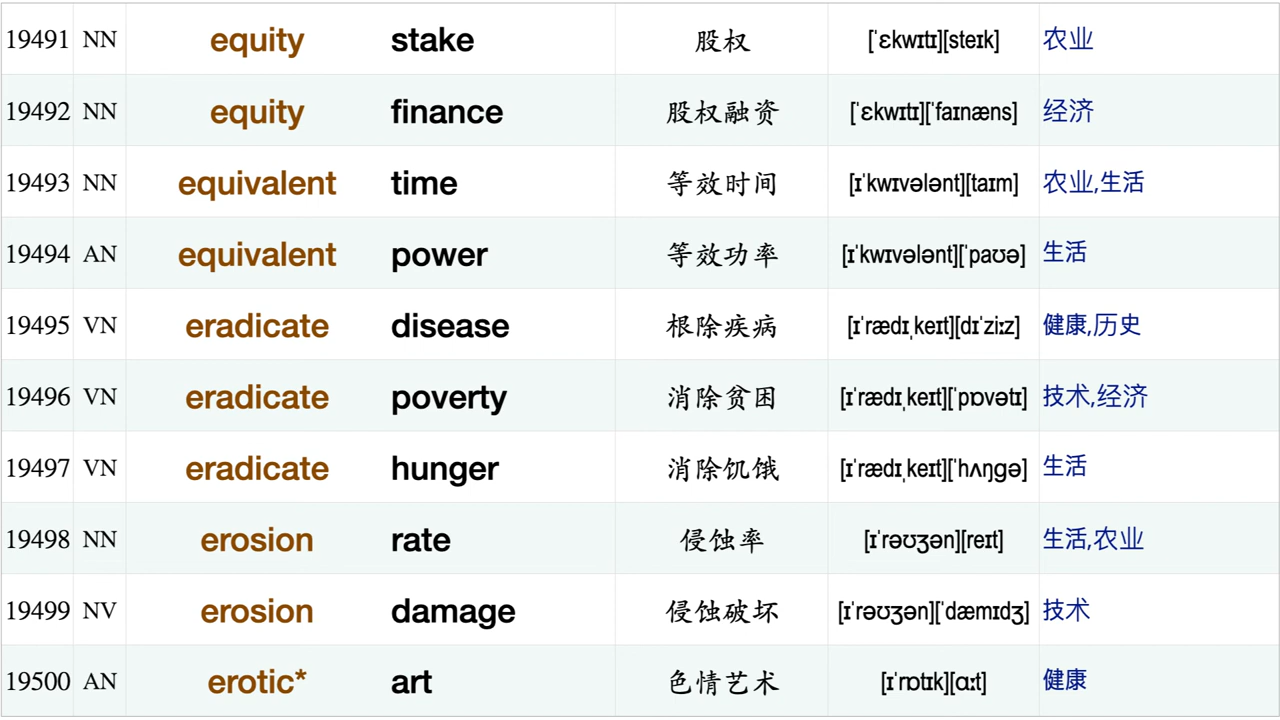 19491 NN equity stake 股权 [ˈɛkwɪtɪ][steɪk] 农业
19492 NN equity finance 股权融资 [ˈɛkwɪtɪ][ˈfaɪnæns] 经济
19493 NN equivalent time 等效时间 [ɪˈkwɪvələnt][taɪm] 农业,生活
19494 AN equivalent power 等效功率 [ɪˈkwɪvələnt][ˈpaʊə] 生活
19495 VN eradicate disease 根除疾病 [ɪˈrædɪˌkeɪt][dɪˈziːz] 健康,历史
19496 VN eradicate poverty 消除贫困 [ɪˈrædɪˌkeɪt][ˈpɒvətɪ] 技术,经济
19497 VN eradicate hunger 消除饥饿 [ɪˈrædɪˌkeɪt][ˈhʌŋɡə] 生活
19498 NN erosion rate 侵蚀率 [ɪˈrəʊʒən][reɪt] 生活,农业
19499 NV erosion damage 侵蚀破坏 [ɪˈrəʊʒən][ˈdæmɪdʒ] 技术
19500 AN erotic* art 色情艺术 [ɪˈrɒtɪk][ɑːt] 健康